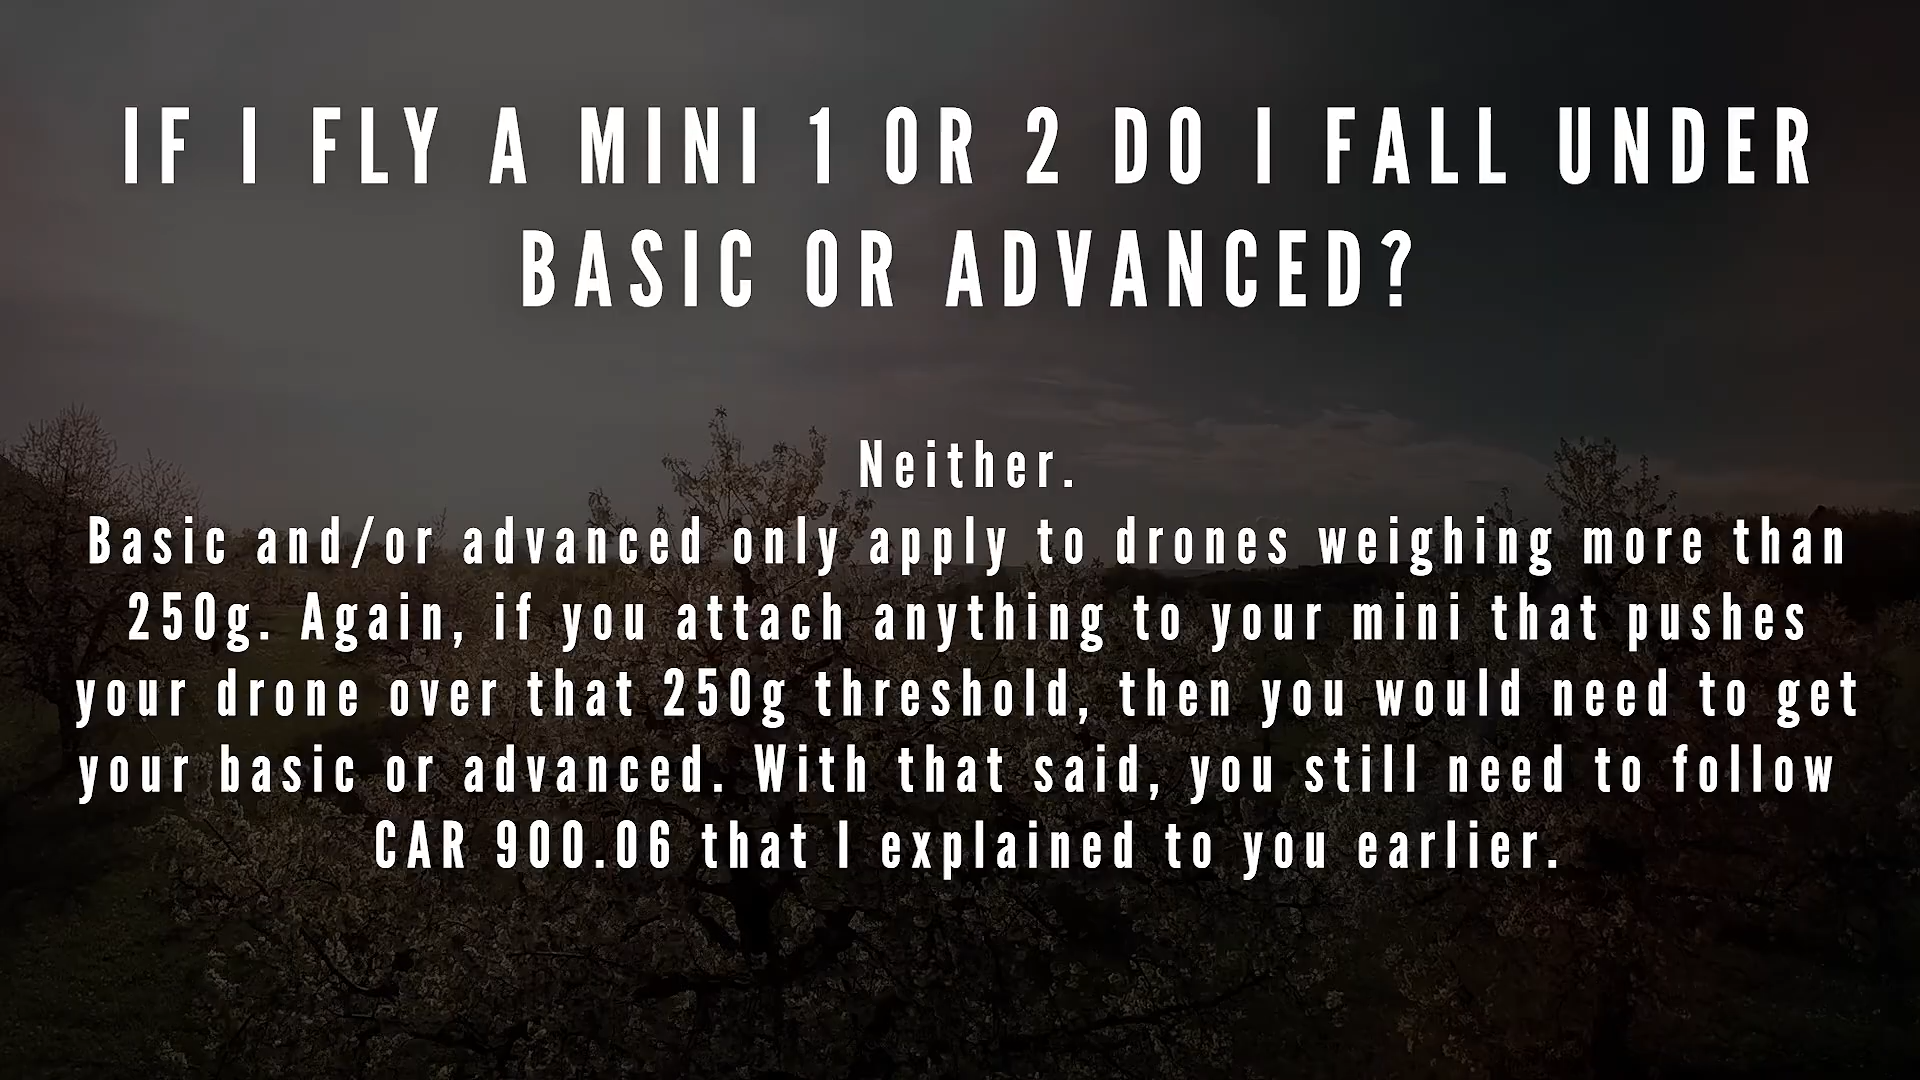 IF I FLY A MINI 1 OR 2 DO I FALL UNDER
BASIC OR ADVANCED?
Neither.
Basic and/or advanced only apply to drones weighing more than
250g. Again, if you attach anything to your mini that pushes
your drone over that 250g threshold, then you would need to get
your basic or advanced. With that said, you still need to follow
CAR 900.06 that I explained to you earlier.